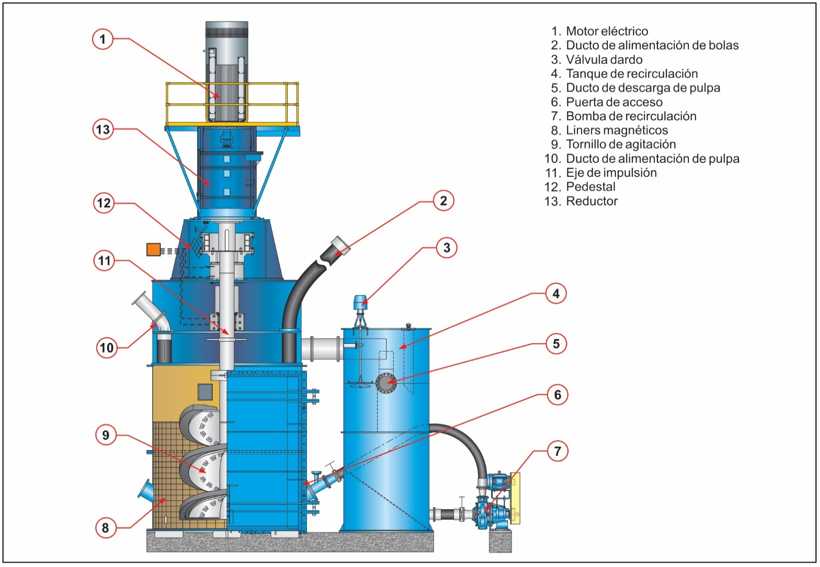 1. Motor eléctrico
2. Ducto de alimentación de bolas
3. Válvula dardo
4. Tanque de recirculación
5. Ducto de descarga de pulpa
6. Puerta de acceso
7. Bomba de recirculación
8. Liners magnéticos
9. Tornillo de agitación
10. Ducto de alimentación de pulpa
11. Eje de impulsión
12. Pedestal
13. Reductor
1
13
2
12
3
11
4
10
5
6
9
7
8